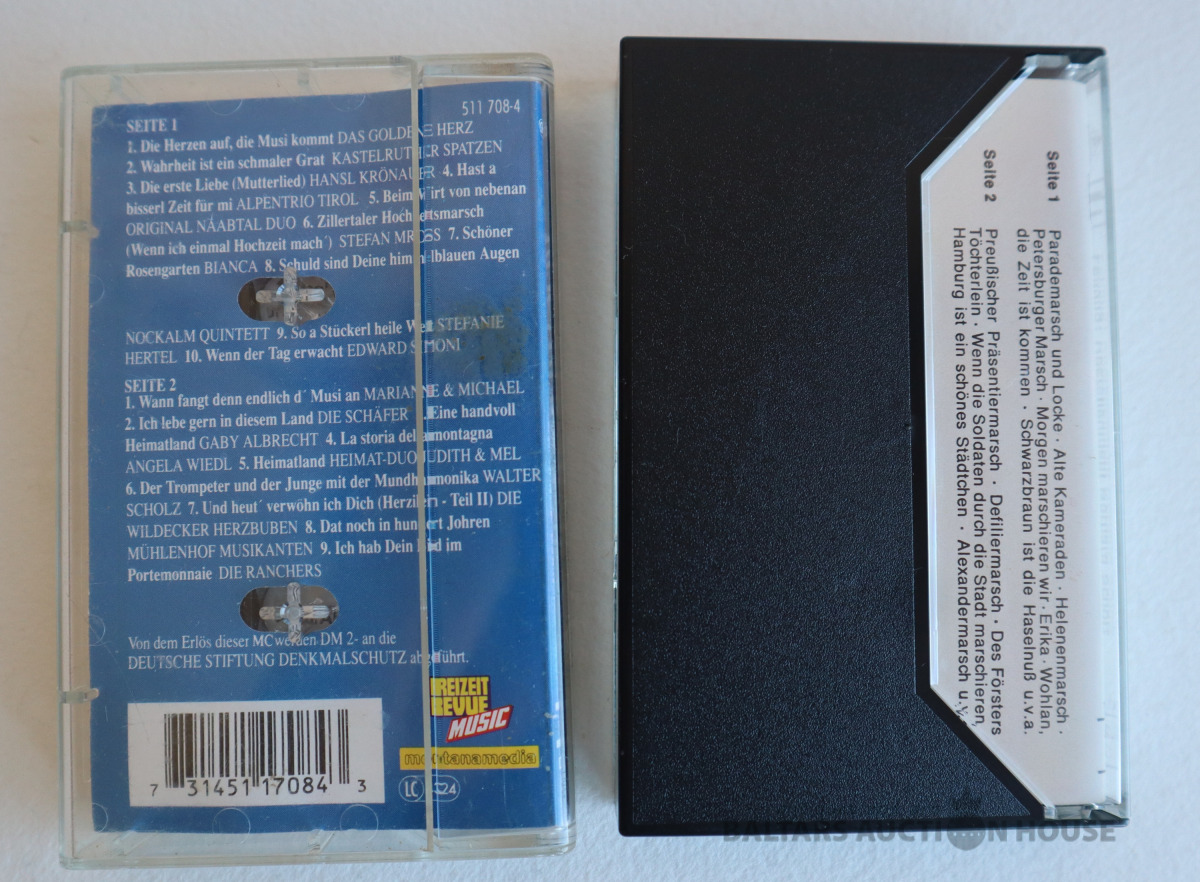 511 708-4
SEITE 1
1. Die Herzen auf, die Musi kommt DAS GOLDENE HERZ
2. Wahrheit ist ein schmaler Grat KASTELRUTHER SPATZEN
3. Die erste Liebe (Mutterlied) HANSL KRÖNAUER 4. Hast a
bisserl Zeit für mi ALPENTRIO TIROL 5. Beim Wirt von nebenan
ORIGINAL NAABTAL DUO 6. Zillertaler Hochzeitsmarsch
(Wenn ich einmal Hochzeit mach´) STEFAN MROSS 7. Schöner
Rosengarten BIANCA 8. Schuld sind Deine himmelblauen Augen
NOCKALM QUINTETT 9. So a Stückerl heile Welt STEFANIE
HERTEL 10. Wenn der Tag erwacht EDWARD SIMONI
SEITE 2
1. Wann fangt denn endlich d´ Musi an MARIANNE & MICHAEL
2. Ich lebe gern in diesem Land DIE SCHÄFER 3. Eine handvoll
Heimatland GABY ALBRECHT 4. La storia della montagna
ANGELA WIEDL 5. Heimatland HEIMAT-DUO JUDITH & MEL
6. Der Trompeter und der Junge mit der Mundharmonika WALTER
SCHOLZ 7. Und heut´ verwöhn ich Dich (Herzilein - Teil II) DIE
WILDECKER HERZBUBEN 8. Dat noch in hundert Johren
MÜHLENHOF MUSIKANTEN 9. Ich hab Dein Bild im
Portemonnaie DIE RANCHERS
Von dem Erlös dieser MC werden DM 2- an die
DEUTSCHE STIFTUNG DENKMALSCHUTZ abgeführt.
FREIZEIT
REVUE
MUSIC
montanamedia
LC
7 31451 17084 3
Seite 1 Parademarsch und Locke · Alte Kameraden · Helenenmarsch ·
Petersburger Marsch · Morgen marschieren wir · Erika · Wohlan,
die Zeit ist kommen · Schwarzbraun ist die Haselnuß u.v.a.
Seite 2 Preußischer Präsentiermarsch · Defiliermarsch · Des Försters
Töchterlein · Wenn die Soldaten durch die Stadt marschieren,
Hamburg ist ein schönes Städtchen · Alexandermarsch u.v.
BALTARS AUCTION HOUSE